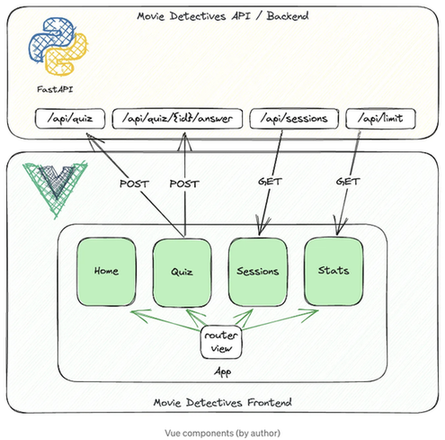 Movie Detectives API / Backend
FastAPI
/api/quiz
/api/quiz/{id}/answer
/api/sessions
/api/limit
POST
POST
GET
GET
Home
Quiz
Sessions
Stats
router
view
App
Movie Detectives Frontend
Vue components (by author)